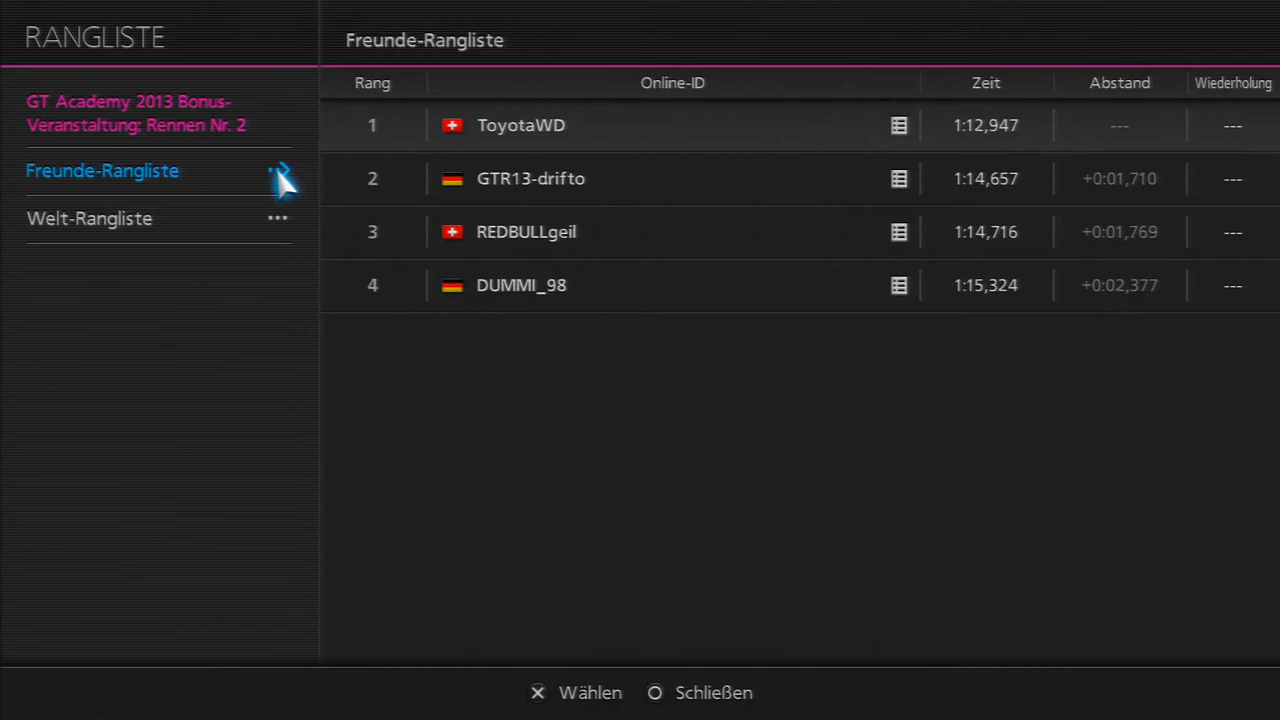 RANGLISTE
GT Academy 2013 Bonus-
Veranstaltung: Rennen Nr. 2
Freunde-Rangliste
Welt-Rangliste
Freunde-Rangliste
Rang Online-ID Zeit Abstand Wiederholung
1 ToyotaWD 1:12,947 --- ---
2 GTR13-drifto 1:14,657 +0:01,710 ---
3 REDBULLgeil 1:14,716 +0:01,769 ---
4 DUMMI_98 1:15,324 +0:02,377 ---
Wählen Schließen